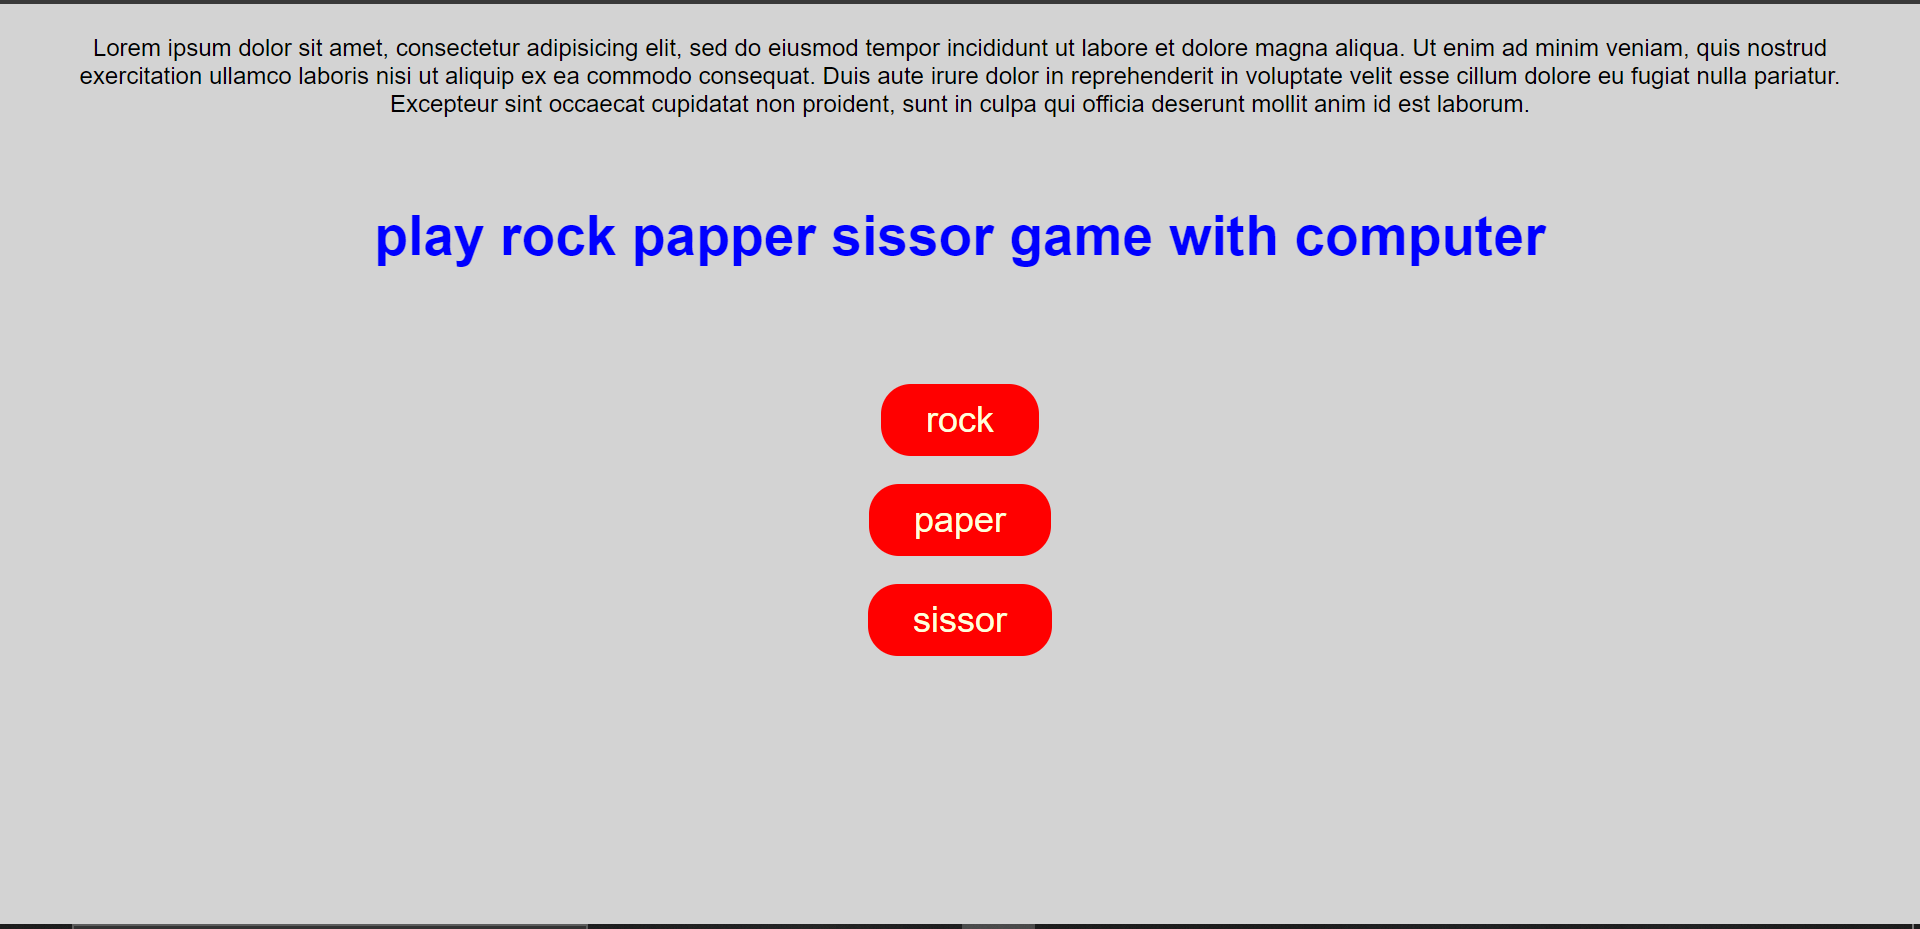 Lorem ipsum dolor sit amet, consectetur adipisicing elit, sed do eiusmod tempor incididunt ut labore et dolore magna aliqua. Ut enim ad minim veniam, quis nostrud
exercitation ullamco laboris nisi ut aliquip ex ea commodo consequat. Duis aute irure dolor in reprehenderit in voluptate velit esse cillum dolore eu fugiat nulla pariatur.
Excepteur sint occaecat cupidatat non proident, sunt in culpa qui officia deserunt mollit anim id est laborum.
play rock papper sissor game with computer
rock
paper
sissor